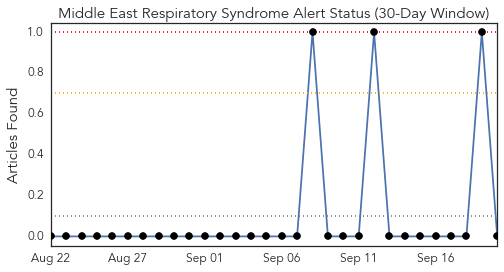 Middle East Respiratory Syndrome Alert Status (30-Day Window)
Articles Found
1.0
0.8
0.6
0.4
0.2
0.0
Aug 22 Aug 27 Sep 01 Sep 06 Sep 11 Sep 16